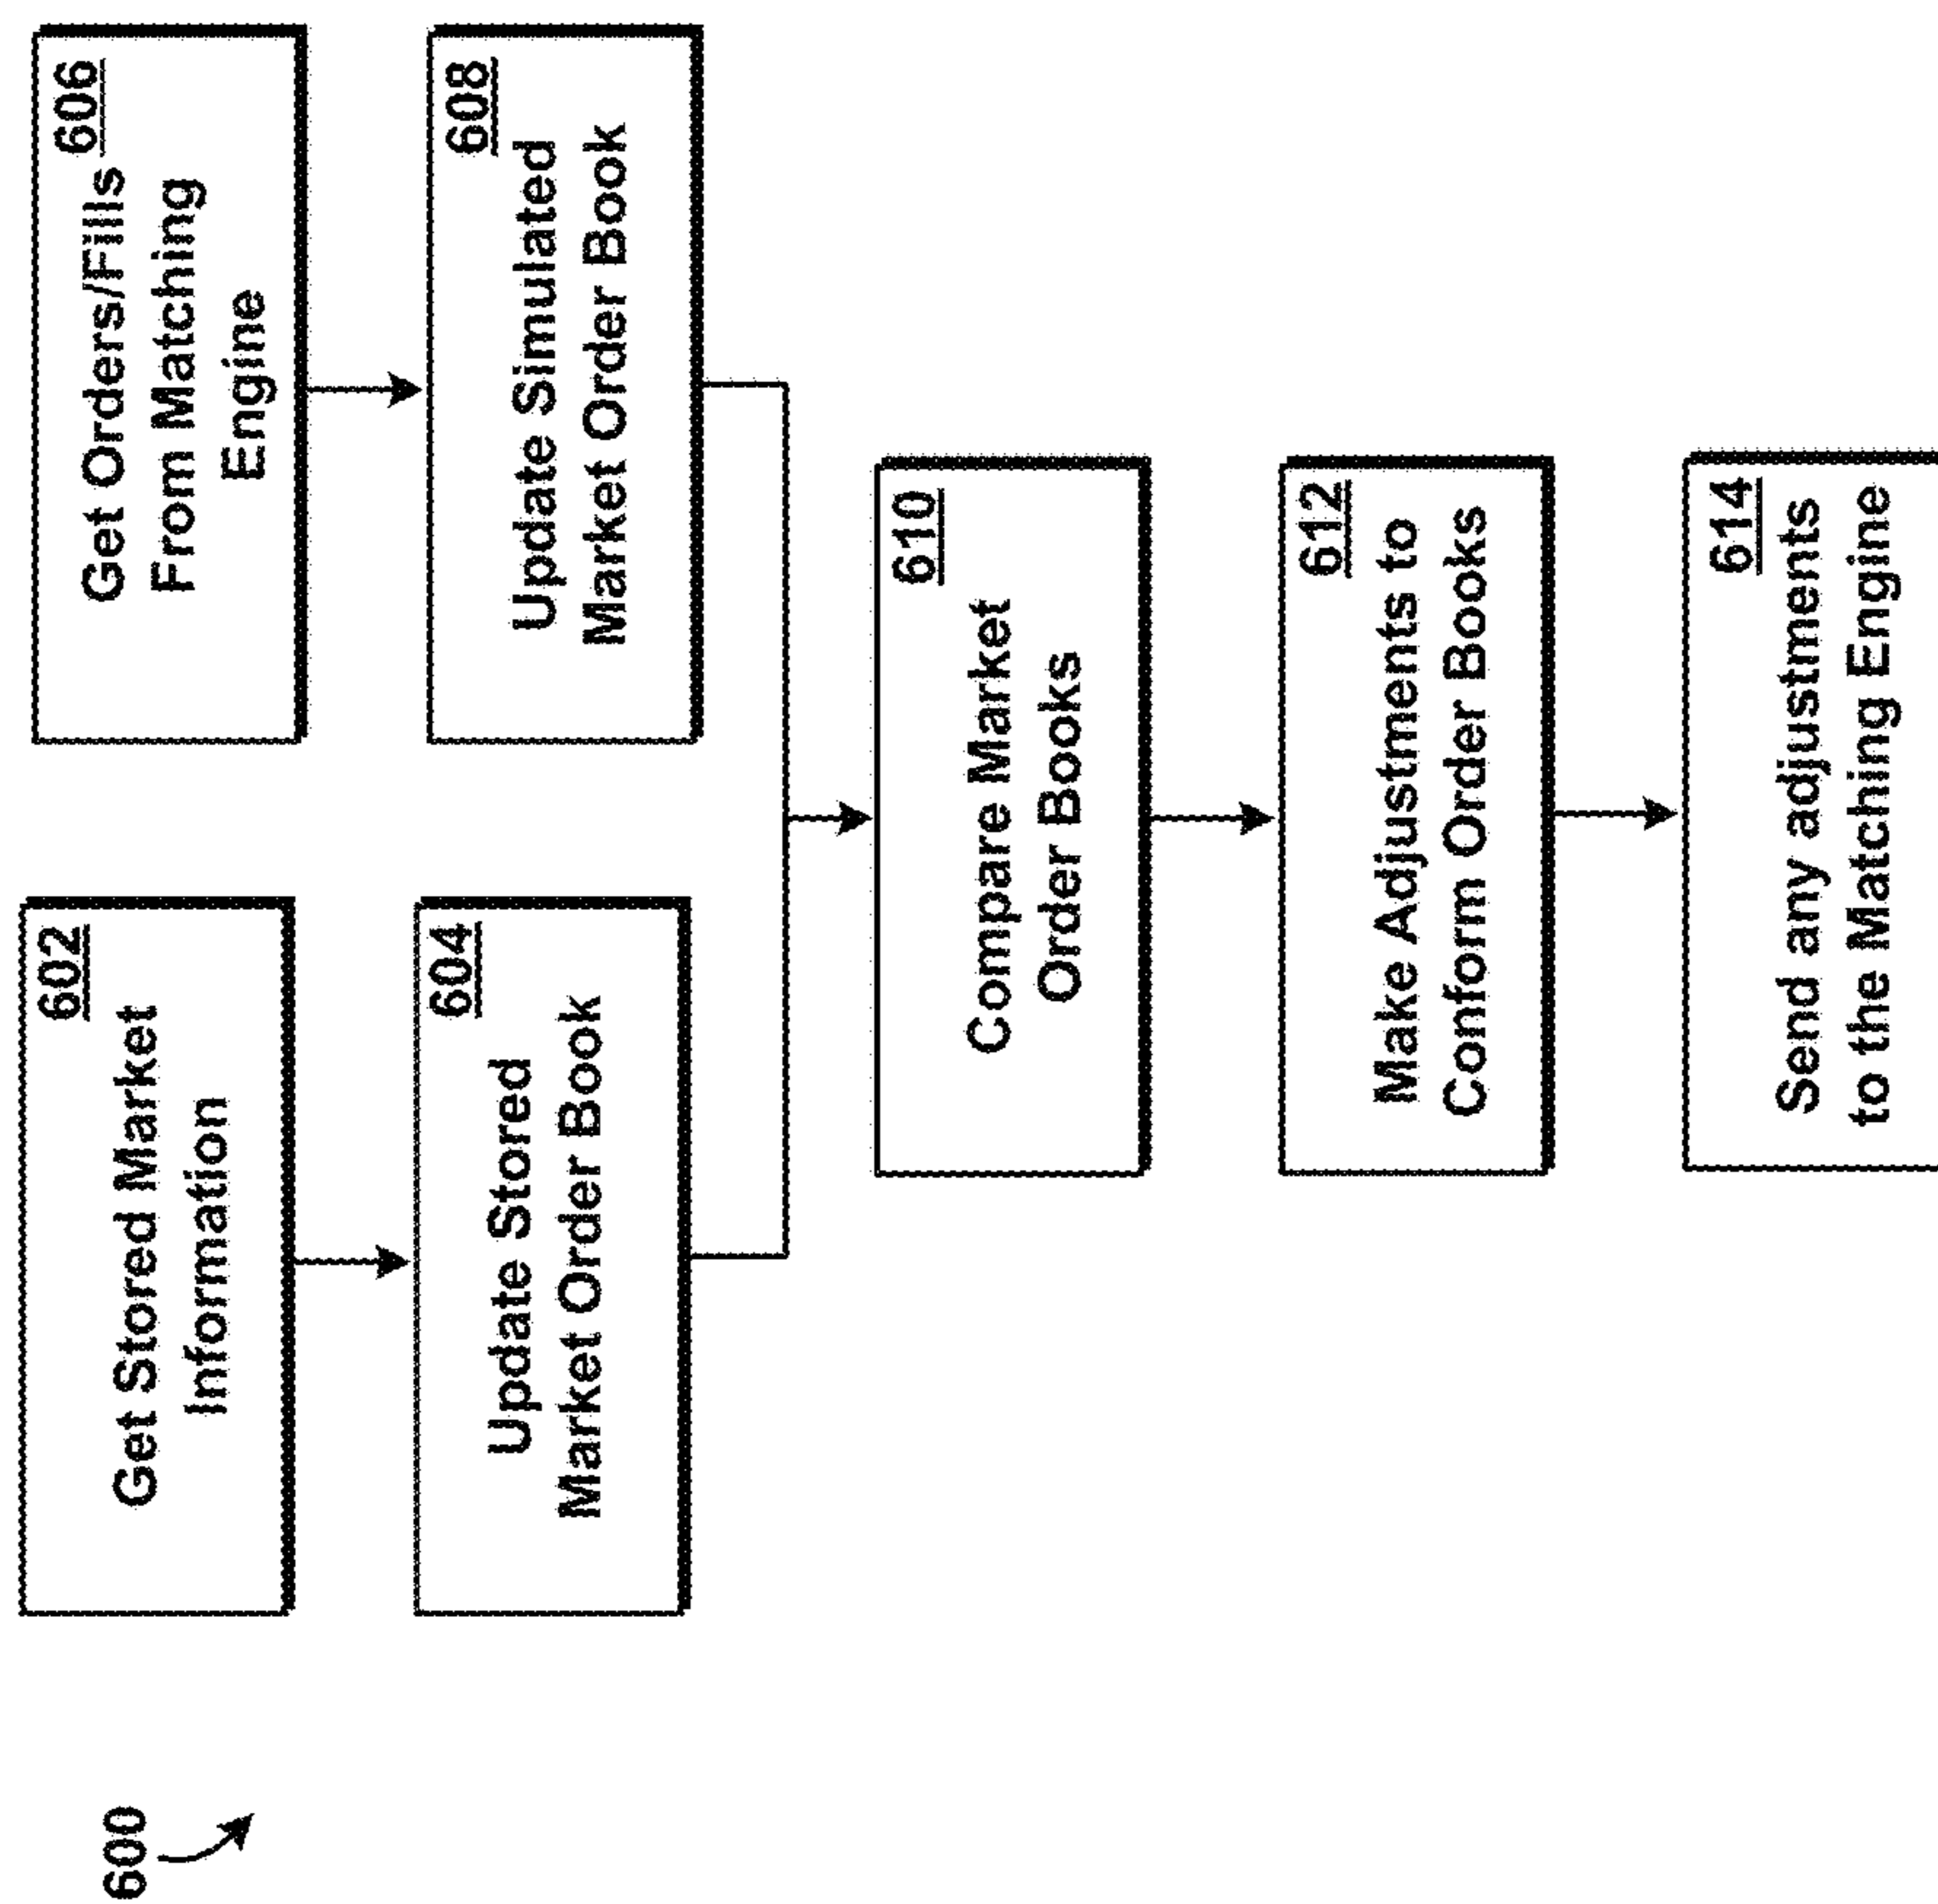 600
602
Get Stored Market
Information
606
Get Orders/Fills
From Matching
Engine
604
Update Stored
Market Order Book
608
Update Simulated
Market Order Book
610
Compare Market
Order Books
612
Make Adjustments to
Conform Order Books
614
Send any adjustments
to the Matching Engine